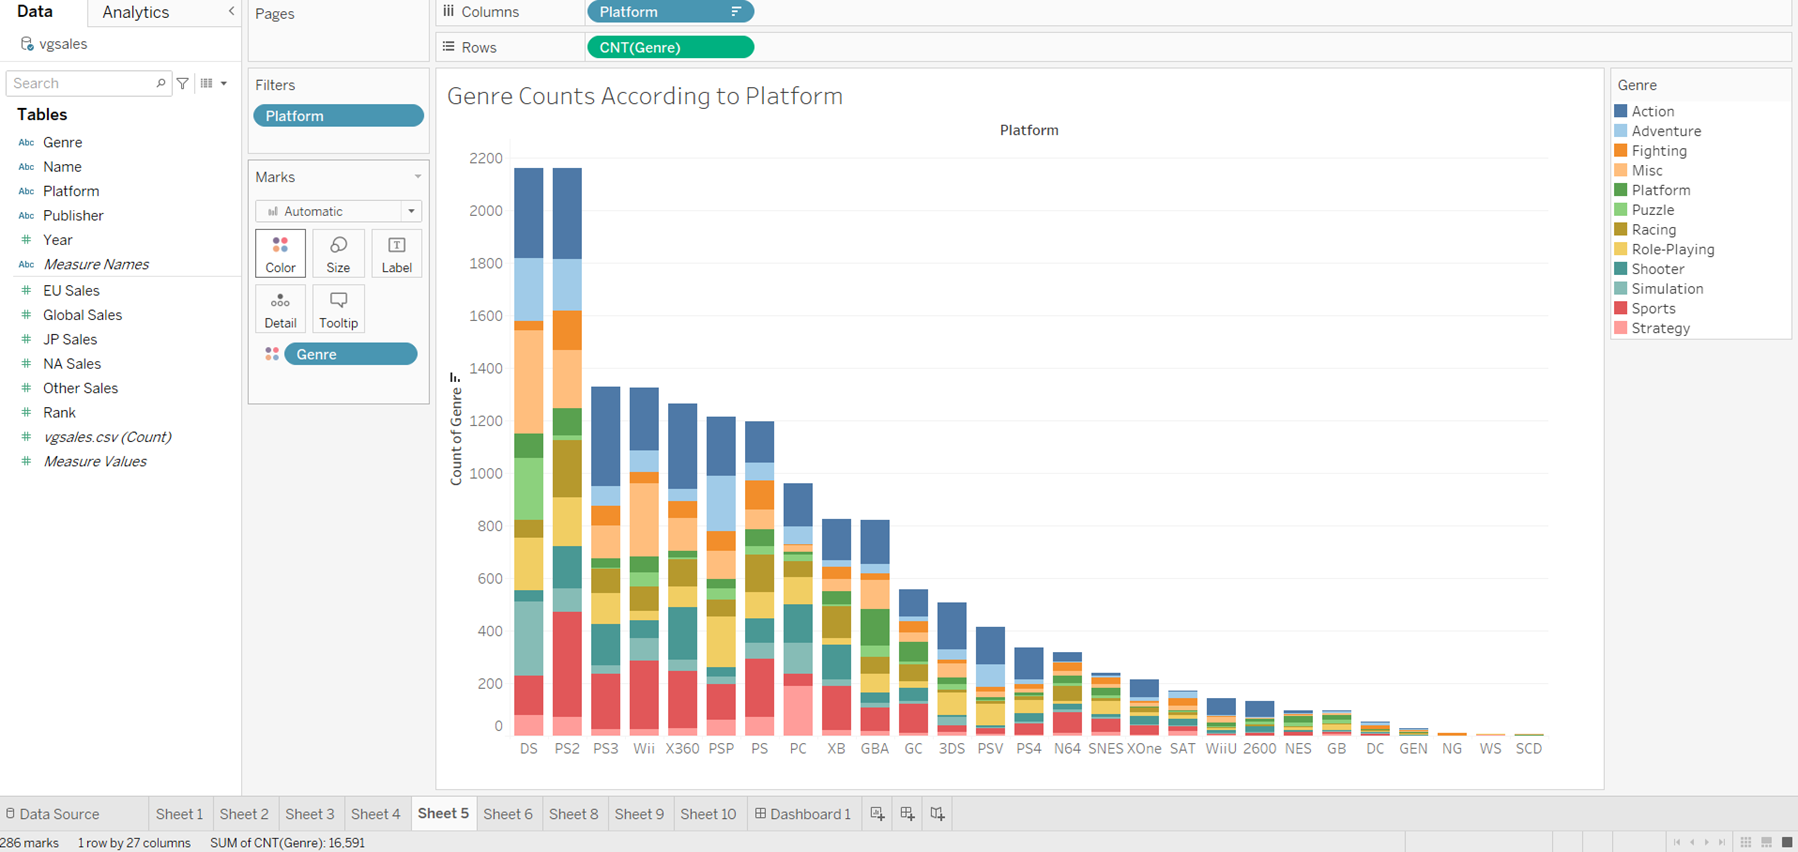 Data
Analytics
vgsales
Search
Tables
Abc Genre
Abc Name
Abc Platform
Abc Publisher
# Year
Abc Measure Names
# EU Sales
# Global Sales
# JP Sales
# NA Sales
# Other Sales
# Rank
# vgsales.csv (Count)
# Measure Values
Pages
Filters
Platform
Marks
Automatic
Color Size Label
Detail Tooltip
Genre
Columns Platform
Rows CNT(Genre)
Genre Counts According to Platform
Platform
Count of Genre
2200
2000
1800
1600
1400
1200
1000
800
600
400
200
0
DS PS2 PS3 Wii X360 PSP PS PC XB GBA GC 3DS PSV PS4 N64 SNES XOne SAT WiiU 2600 NES GB DC GEN NG WS SCD
Genre
Action
Adventure
Fighting
Misc
Platform
Puzzle
Racing
Role-Playing
Shooter
Simulation
Sports
Strategy
Data Source Sheet 1 Sheet 2 Sheet 3 Sheet 4 Sheet 5 Sheet 6 Sheet 8 Sheet 9 Sheet 10 Dashboard 1
286 marks 1 row by 27 columns SUM of CNT(Genre): 16,591